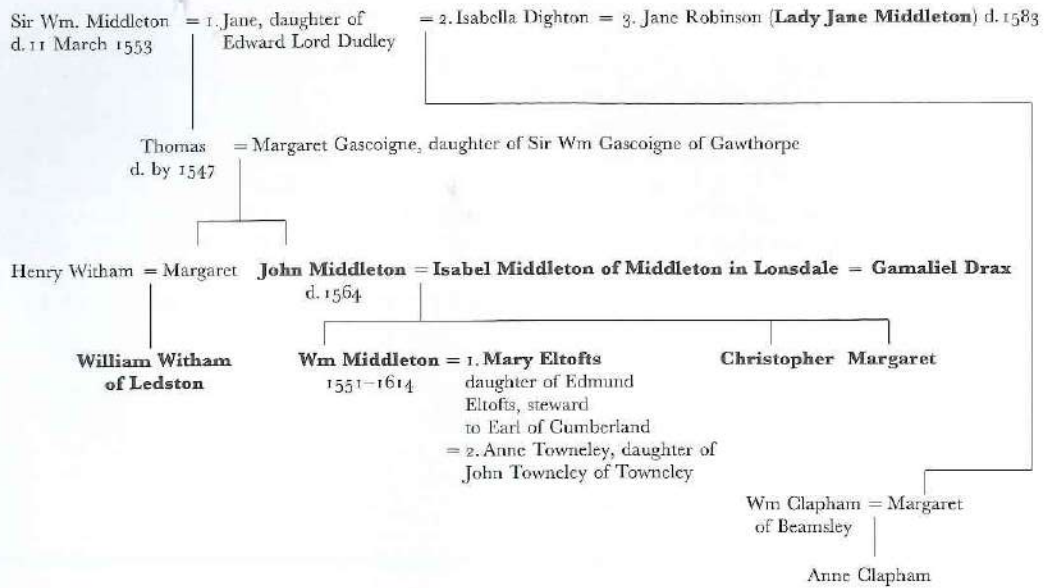 Sir Wm. Middleton = 1. Jane, daughter of = 2. Isabella Dighton = 3. Jane Robinson (Lady Jane Middleton) d. 1583
d. 11 March 1553 Edward Lord Dudley
Thomas = Margaret Gascoigne, daughter of Sir Wm Gascoigne of Gawthorpe
d. by 1547
Henry Witham = Margaret John Middleton = Isabel Middleton of Middleton in Lonsdale = Gamaliel Drax
d. 1564
William Witham Wm Middleton = 1. Mary Eltofts Christopher Margaret
of Ledston 1551–1614 daughter of Edmund
Eltofts, steward
to Earl of Cumberland
= 2. Anne Towneley, daughter of
John Towneley of Towneley
Wm Clapham = Margaret
of Beamsley
Anne Clapham